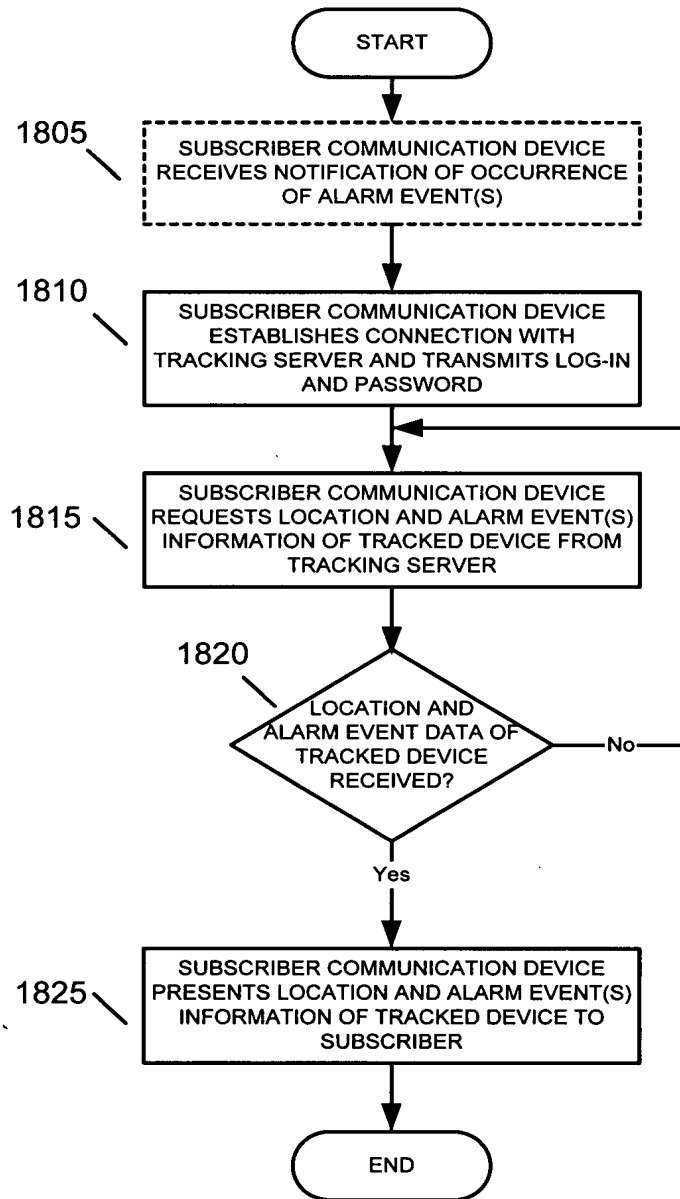 START
1805
SUBSCRIBER COMMUNICATION DEVICE
RECEIVES NOTIFICATION OF OCCURRENCE
OF ALARM EVENT(S)
1810
SUBSCRIBER COMMUNICATION DEVICE
ESTABLISHES CONNECTION WITH
TRACKING SERVER AND TRANSMITS LOG-IN
AND PASSWORD
1815
SUBSCRIBER COMMUNICATION DEVICE
REQUESTS LOCATION AND ALARM EVENT(S)
INFORMATION OF TRACKED DEVICE FROM
TRACKING SERVER
1820
LOCATION AND
ALARM EVENT DATA OF
TRACKED DEVICE
RECEIVED?
No
Yes
1825
SUBSCRIBER COMMUNICATION DEVICE
PRESENTS LOCATION AND ALARM EVENT(S)
INFORMATION OF TRACKED DEVICE TO
SUBSCRIBER
END